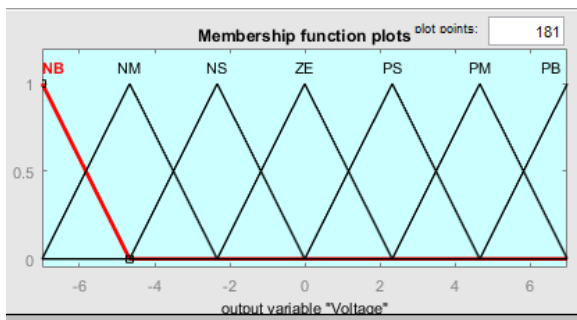 Membership function plots plot points: 181
NB NM NS ZE PS PM PB
1
0.5
0
-6 -4 -2 0 2 4 6
output variable "Voltage"